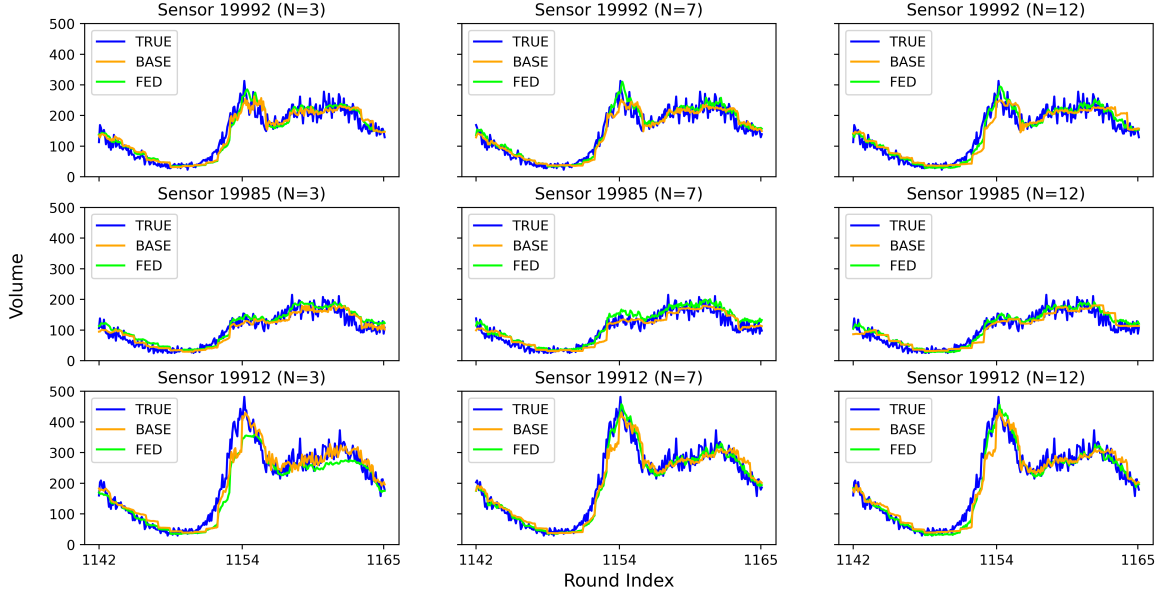 Sensor 19992 (N=3)
Sensor 19992 (N=7)
Sensor 19992 (N=12)
500
400
300
200
100
0
TRUE
BASE
FED
TRUE
BASE
FED
TRUE
BASE
FED
Sensor 19985 (N=3)
Sensor 19985 (N=7)
Sensor 19985 (N=12)
Volume
500
400
300
200
100
0
TRUE
BASE
FED
TRUE
BASE
FED
TRUE
BASE
FED
Sensor 19912 (N=3)
Sensor 19912 (N=7)
Sensor 19912 (N=12)
500
400
300
200
100
0
TRUE
BASE
FED
TRUE
BASE
FED
TRUE
BASE
FED
1142 1154 1165
1142 1154 1165
1142 1154 1165
Round Index